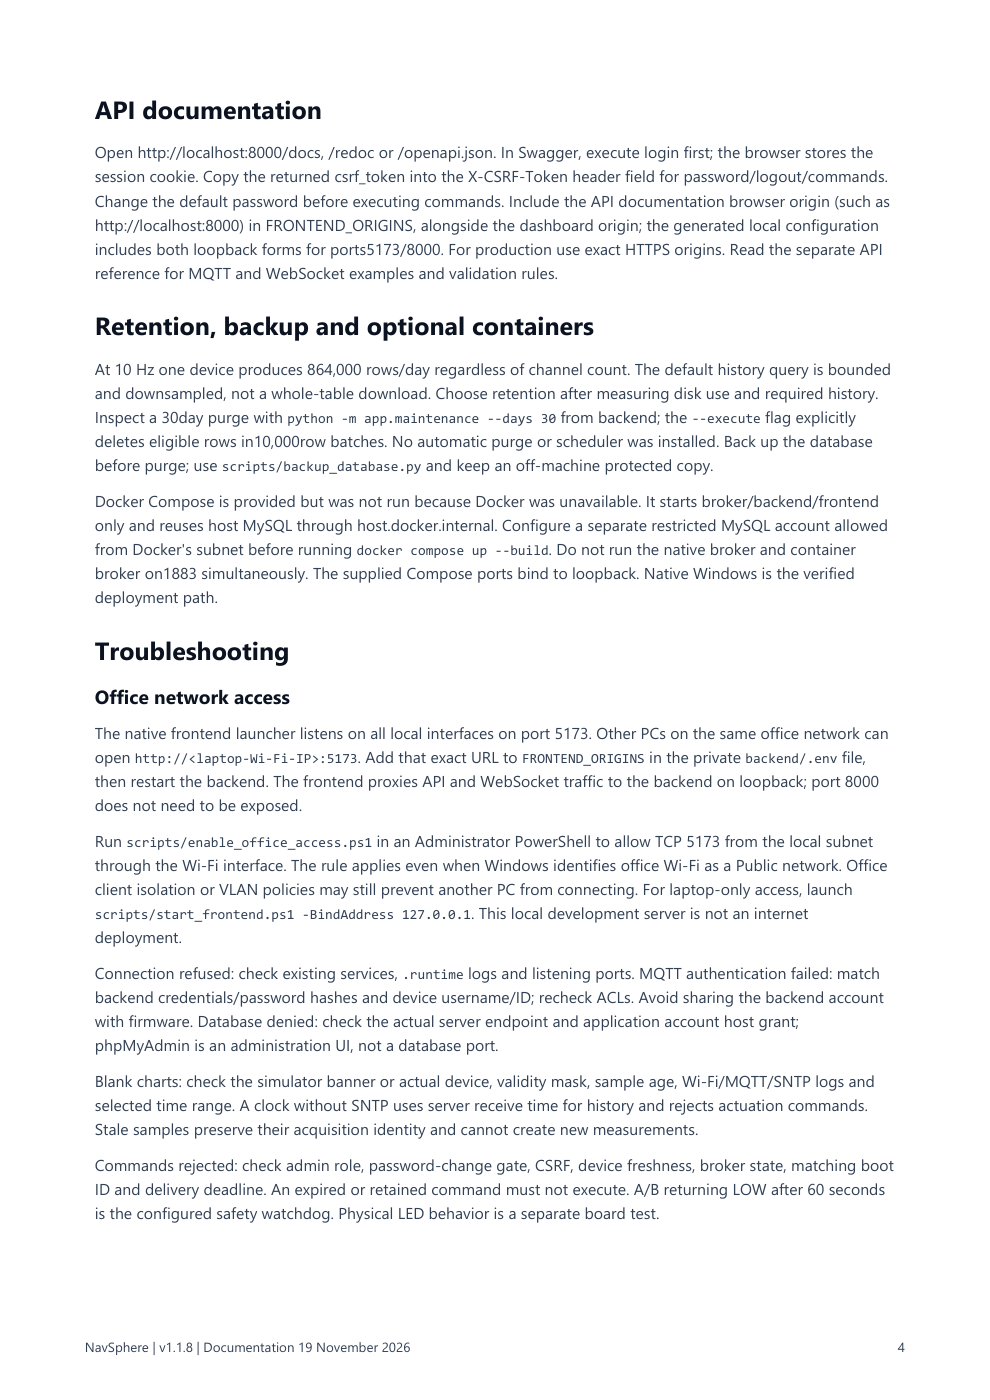 API documentation
Open http://localhost:8000/docs, /redoc or /openapi.json. In Swagger, execute login first; the browser stores the
session cookie. Copy the returned csrf_token into the X-CSRF-Token header field for password/logout/commands.
Change the default password before executing commands. Include the API documentation browser origin (such as
http://localhost:8000) in FRONTEND_ORIGINS, alongside the dashboard origin; the generated local configuration
includes both loopback forms for ports5173/8000. For production use exact HTTPS origins. Read the separate API
reference for MQTT and WebSocket examples and validation rules.
Retention, backup and optional containers
At 10 Hz one device produces 864,000 rows/day regardless of channel count. The default history query is bounded
and downsampled, not a whole-table download. Choose retention after measuring disk use and required history.
Inspect a 30day purge with python -m app.maintenance --days 30 from backend; the --execute flag explicitly
deletes eligible rows in10,000row batches. No automatic purge or scheduler was installed. Back up the database
before purge; use scripts/backup_database.py and keep an off-machine protected copy.
Docker Compose is provided but was not run because Docker was unavailable. It starts broker/backend/frontend
only and reuses host MySQL through host.docker.internal. Configure a separate restricted MySQL account allowed
from Docker's subnet before running docker compose up --build. Do not run the native broker and container
broker on1883 simultaneously. The supplied Compose ports bind to loopback. Native Windows is the verified
deployment path.
Troubleshooting
Office network access
The native frontend launcher listens on all local interfaces on port 5173. Other PCs on the same office network can
open http://<laptop-Wi-Fi-IP>:5173. Add that exact URL to FRONTEND_ORIGINS in the private backend/.env file,
then restart the backend. The frontend proxies API and WebSocket traffic to the backend on loopback; port 8000
does not need to be exposed.
Run scripts/enable_office_access.ps1 in an Administrator PowerShell to allow TCP 5173 from the local subnet
through the Wi-Fi interface. The rule applies even when Windows identifies office Wi-Fi as a Public network. Office
client isolation or VLAN policies may still prevent another PC from connecting. For laptop-only access, launch
scripts/start_frontend.ps1 -BindAddress 127.0.0.1. This local development server is not an internet
deployment.
Connection refused: check existing services, .runtime logs and listening ports. MQTT authentication failed: match
backend credentials/password hashes and device username/ID; recheck ACLs. Avoid sharing the backend account
with firmware. Database denied: check the actual server endpoint and application account host grant;
phpMyAdmin is an administration UI, not a database port.
Blank charts: check the simulator banner or actual device, validity mask, sample age, Wi-Fi/MQTT/SNTP logs and
selected time range. A clock without SNTP uses server receive time for history and rejects actuation commands.
Stale samples preserve their acquisition identity and cannot create new measurements.
Commands rejected: check admin role, password-change gate, CSRF, device freshness, broker state, matching boot
ID and delivery deadline. An expired or retained command must not execute. A/B returning LOW after 60 seconds
is the configured safety watchdog. Physical LED behavior is a separate board test.
NavSphere | v1.1.8 | Documentation 19 November 2026
4